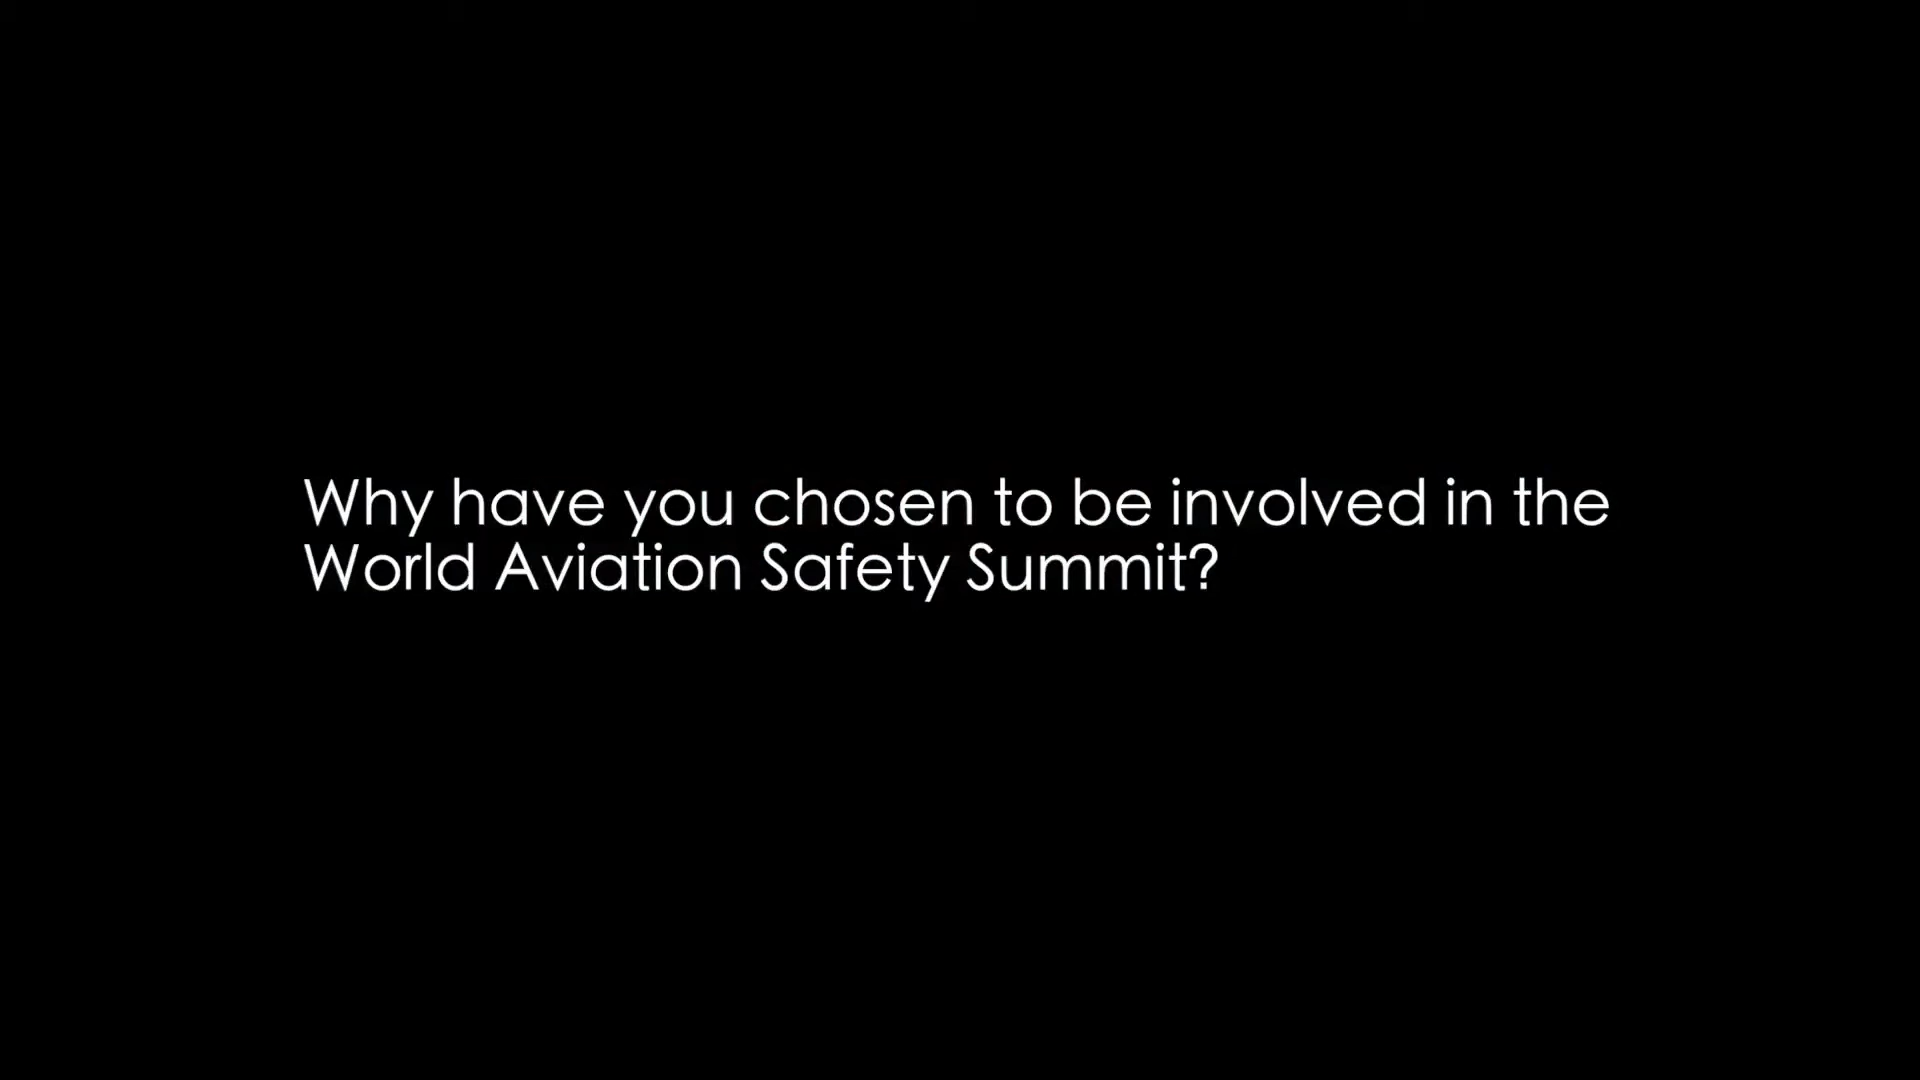 Why have you chosen to be involved in the
World Aviation Safety Summit?